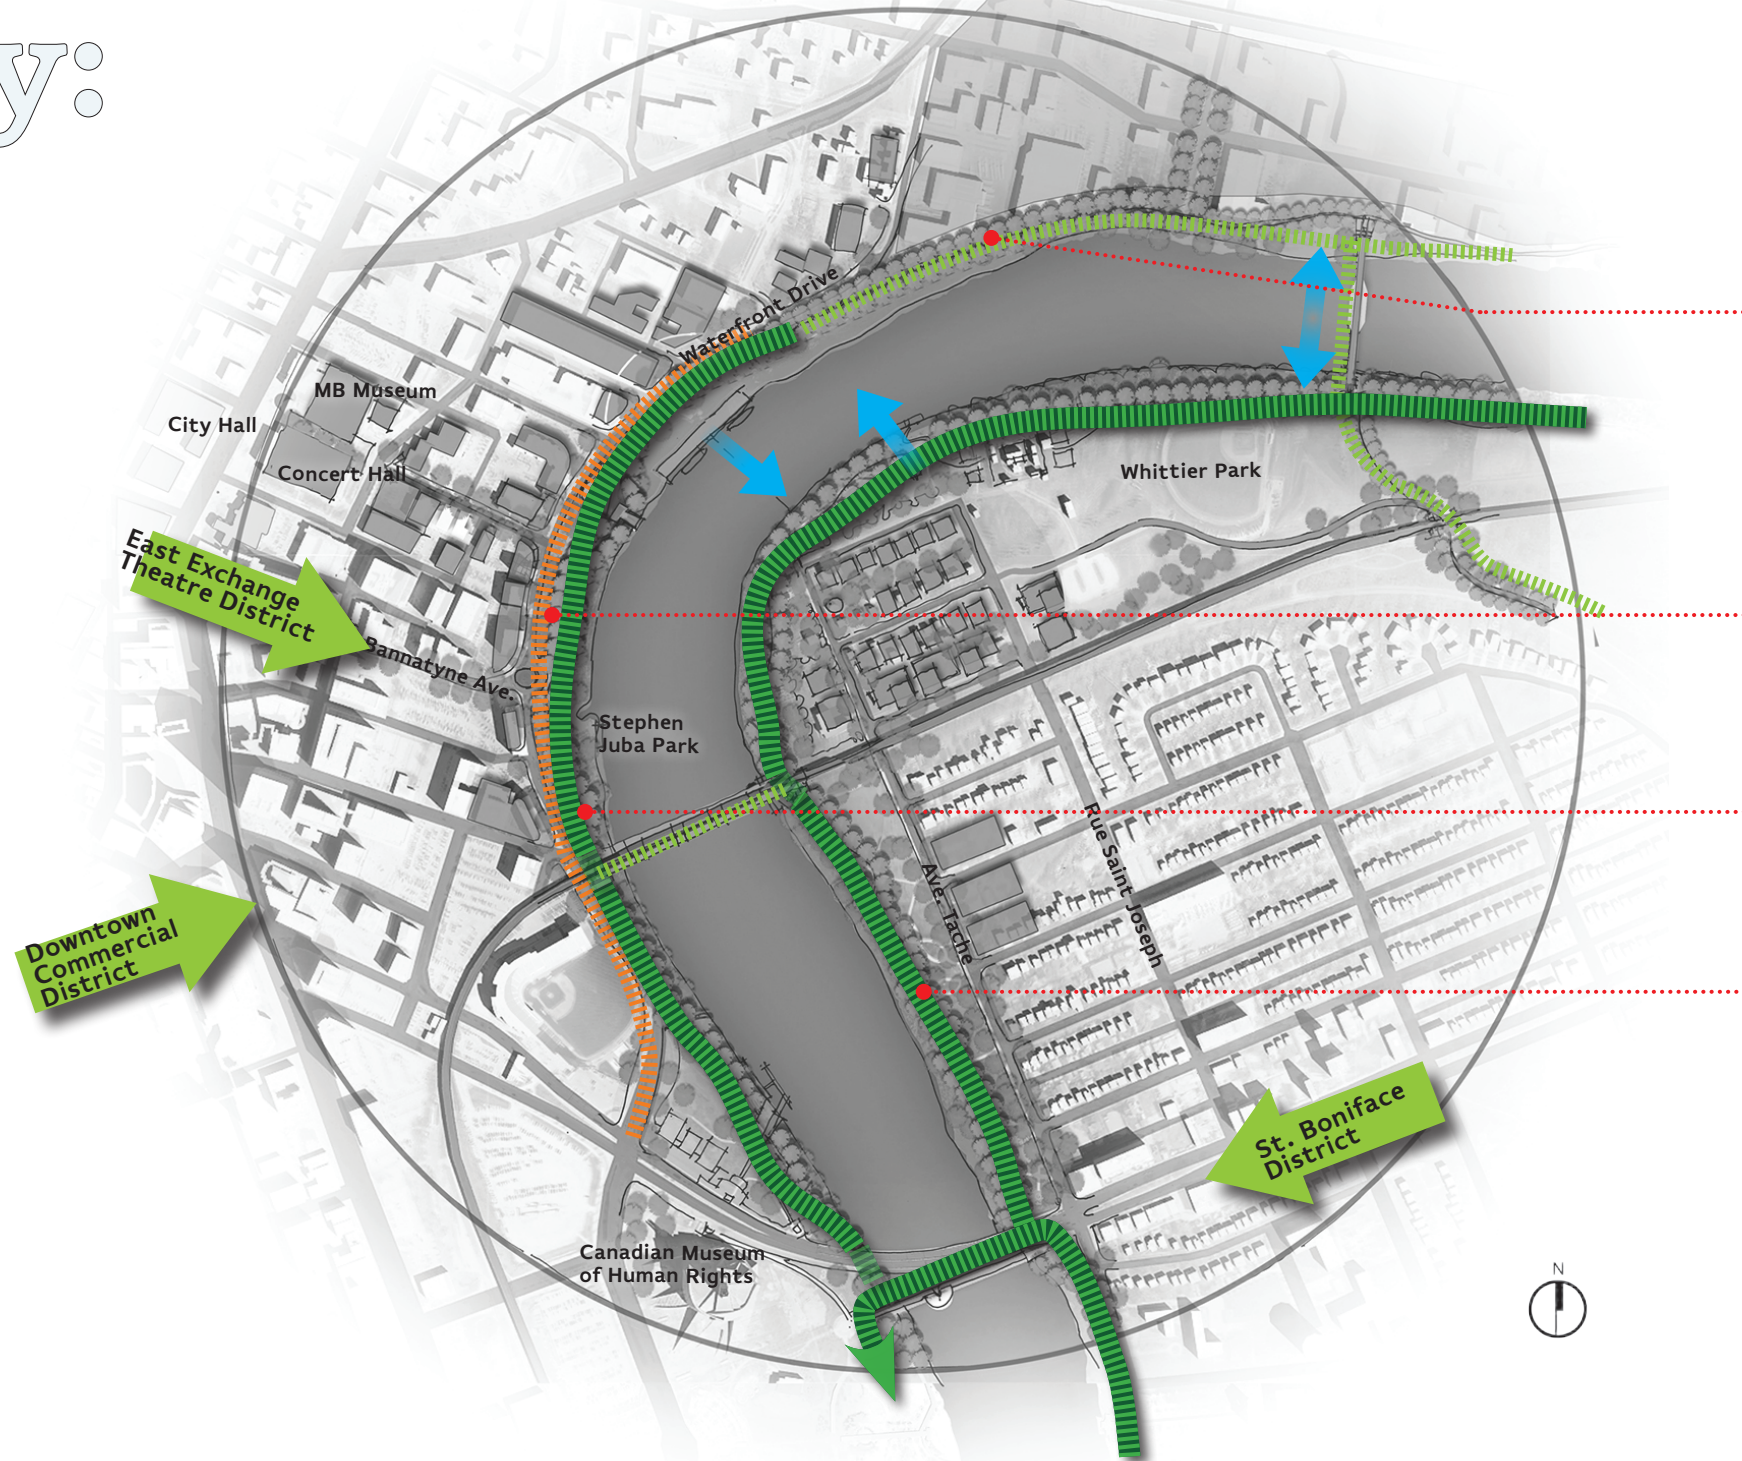 y:
Waterfront Drive
MB Museum
City Hall
Concert Hall
Whittier Park
East Exchange
Theatre District
Bannatyne Ave.
Stephen
Juba Park
Rue Saint Joseph
Ave. Tache
Downtown
Commercial
District
St. Boniface
District
Canadian Museum
of Human Rights
N